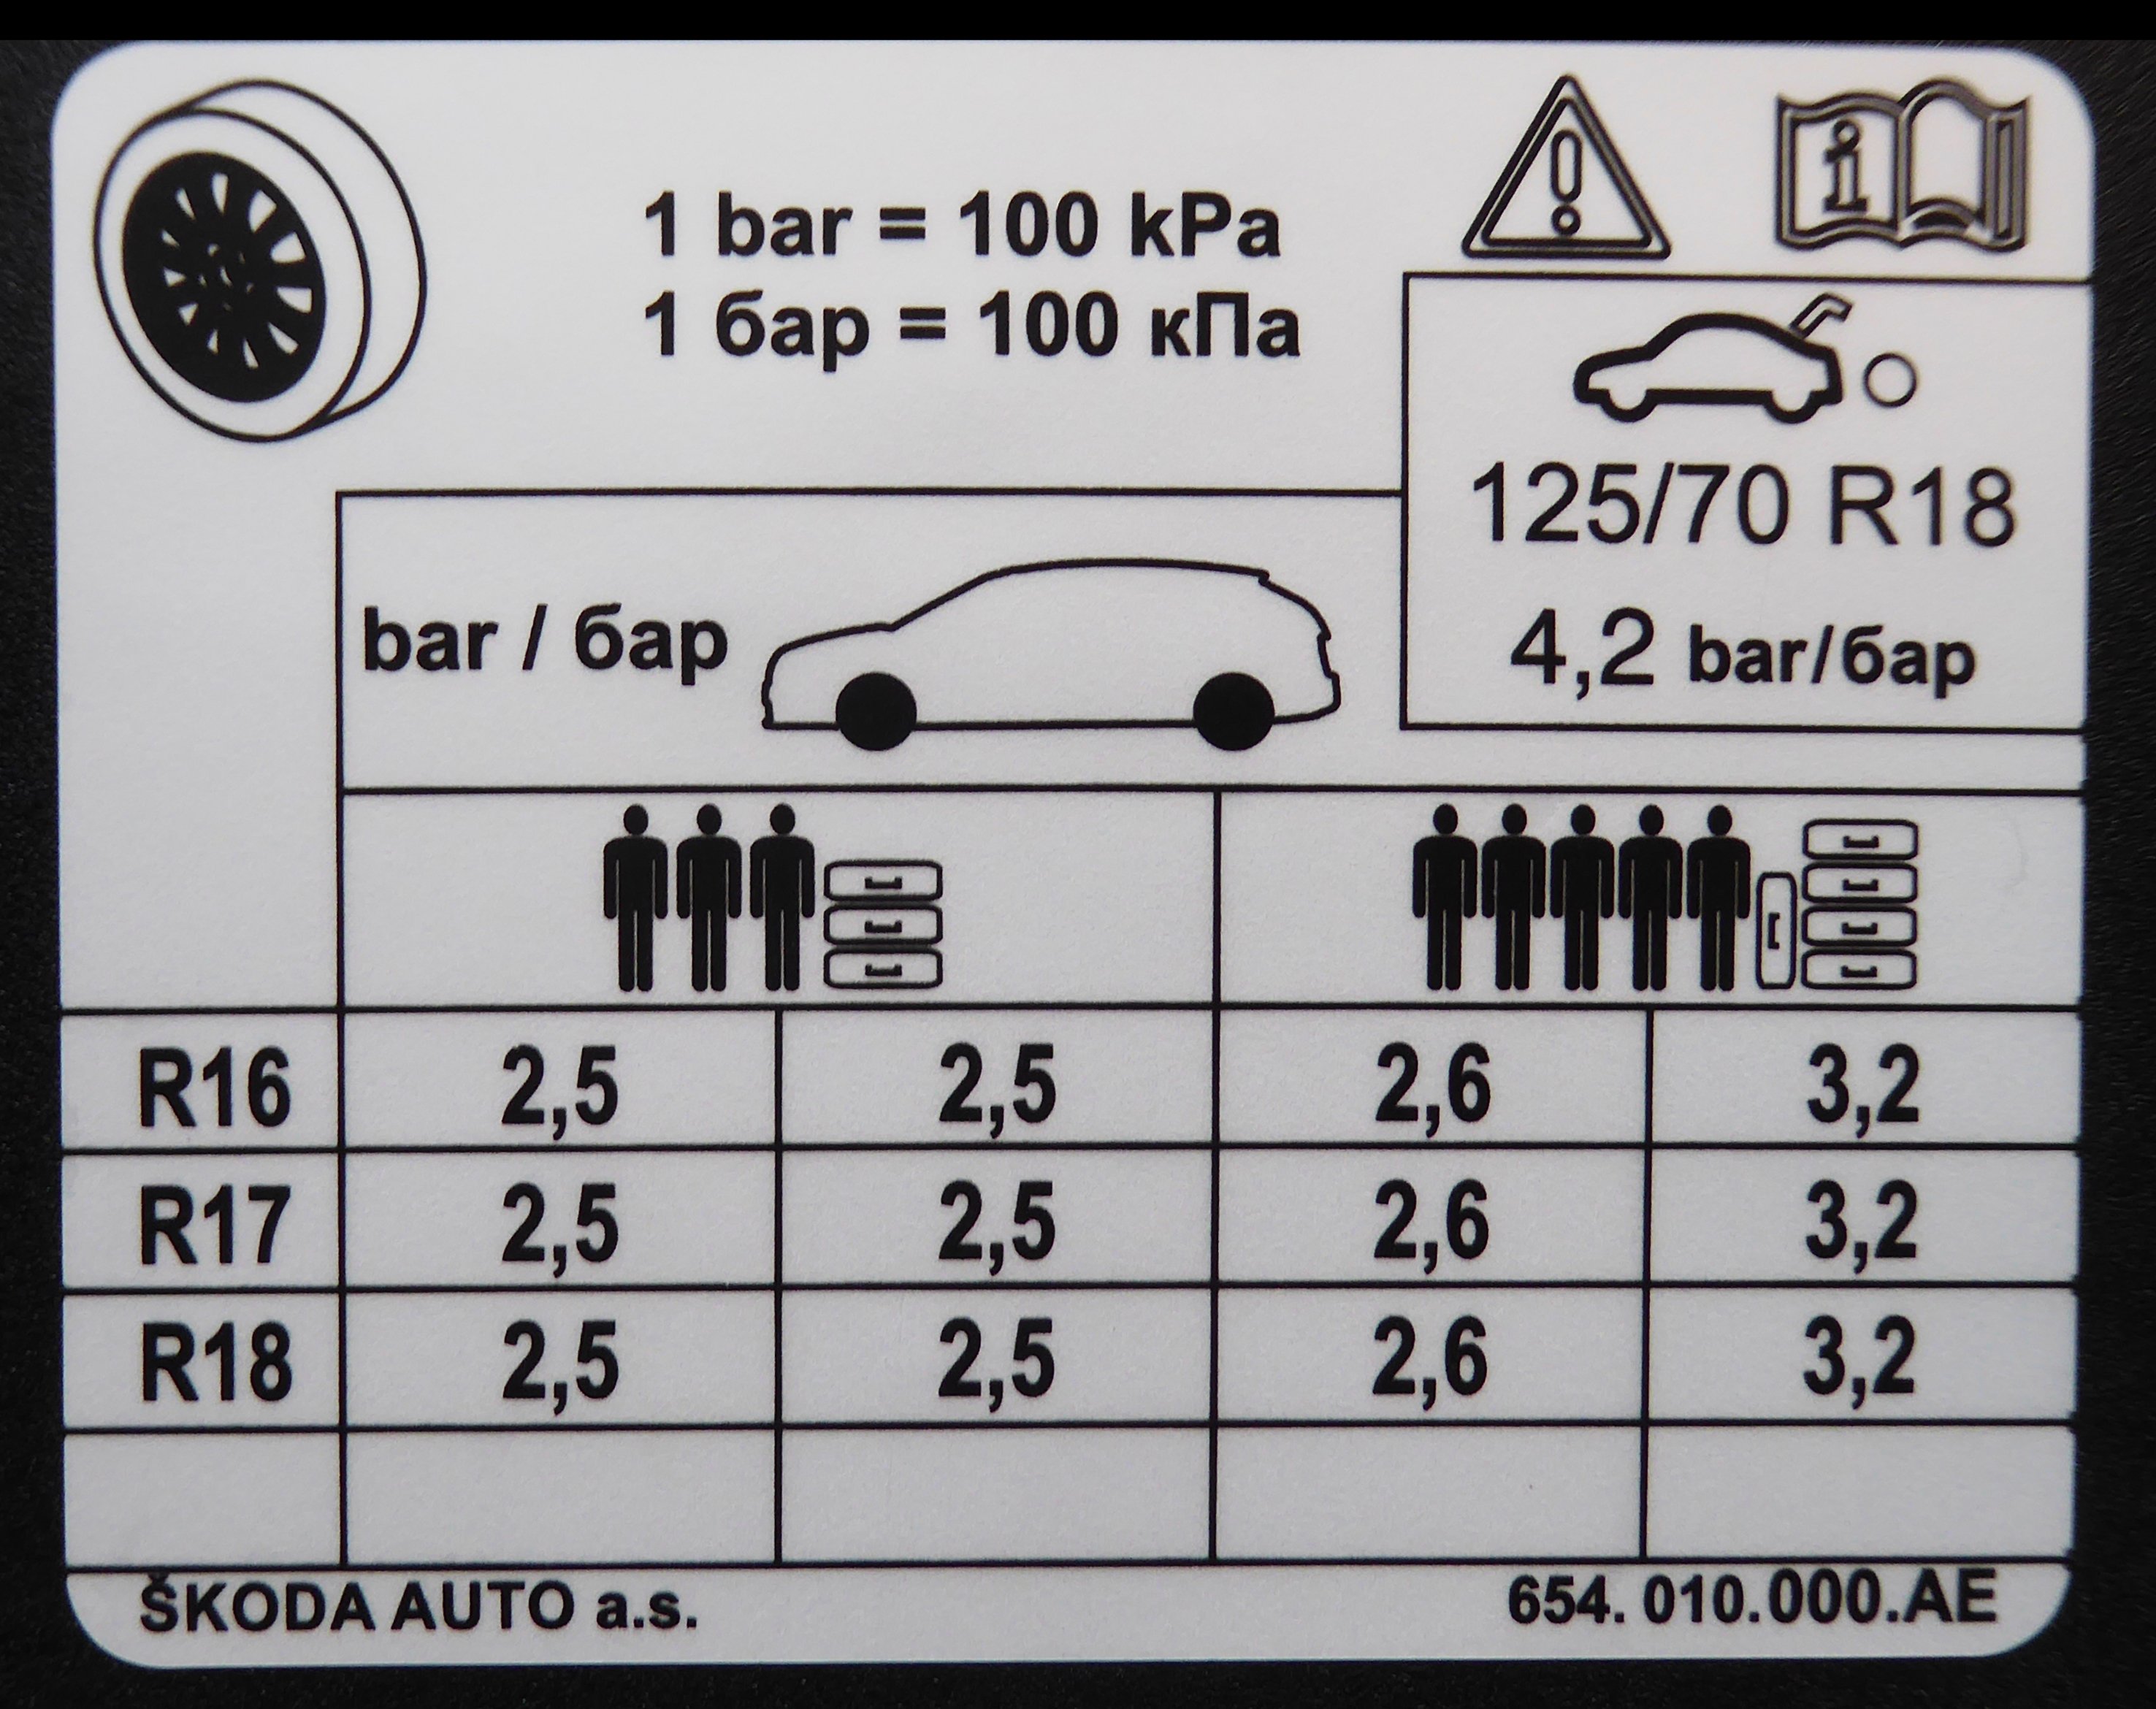 1 bar = 100 kPa
1 бар = 100 кПа
125/70 R18
4,2 bar/бар
bar / бар
R16 2,5 2,5 2,6 3,2
R17 2,5 2,5 2,6 3,2
R18 2,5 2,5 2,6 3,2
ŠKODA AUTO a.s. 654. 010.000.AE